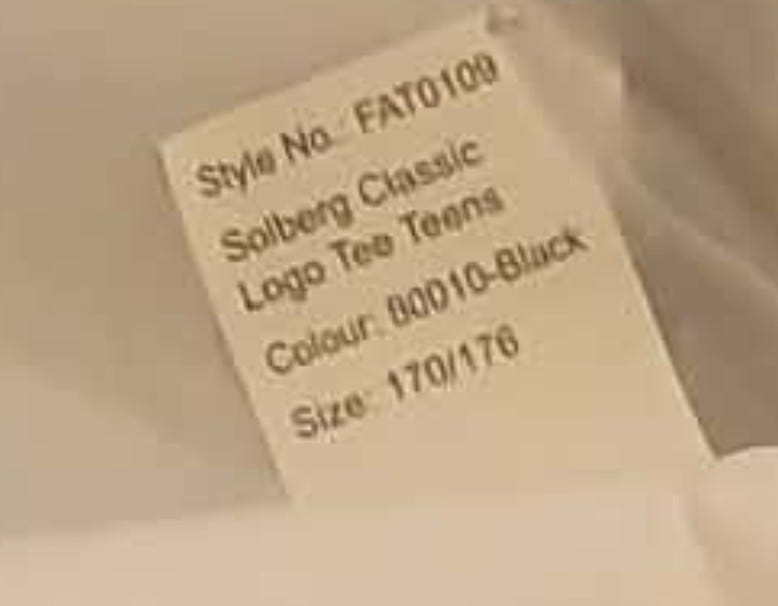 Style No.: FAT0109
Solberg Classic
Logo Tee Teens
Colour: 80010-Black
Size: 170/176